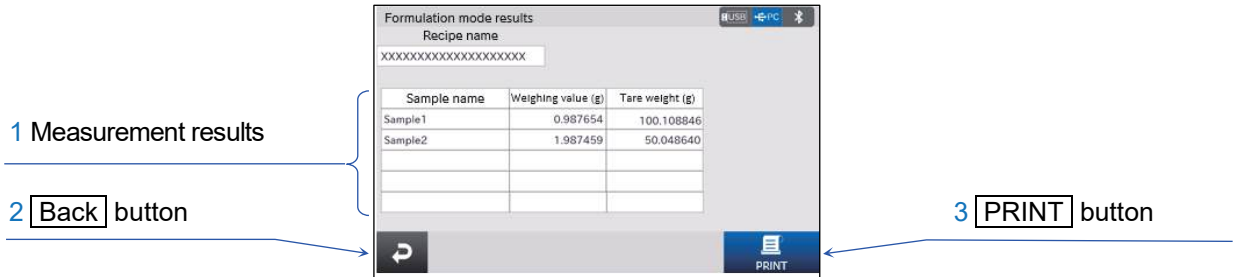 Formulation mode results
USB PC
Recipe name
XXXXXXXXXXXXXXXXXXXX
Sample name Weighing value (g) Tare weight (g)
Sample1 0.987654 100.108846
Sample2 1.987459 50.048640
1 Measurement results
2 Back button
3 PRINT button
PRINT